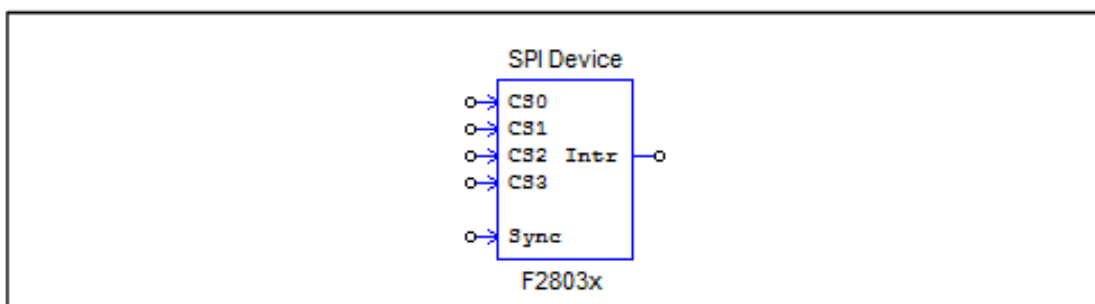 SPI Device
CS0
CS1
CS2 Intr
CS3
Sync
F2803x